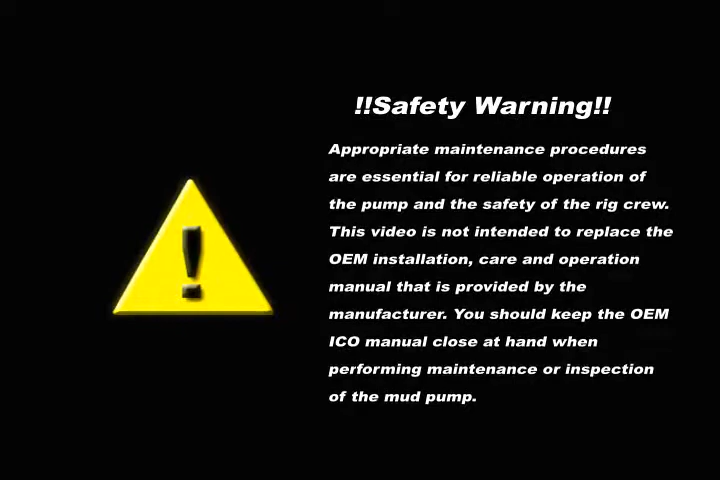 !!Safety Warning!!
Appropriate maintenance procedures
are essential for reliable operation of
the pump and the safety of the rig crew.
This video is not intended to replace the
OEM installation, care and operation
manual that is provided by the
manufacturer. You should keep the OEM
ICO manual close at hand when
performing maintenance or inspection
of the mud pump.